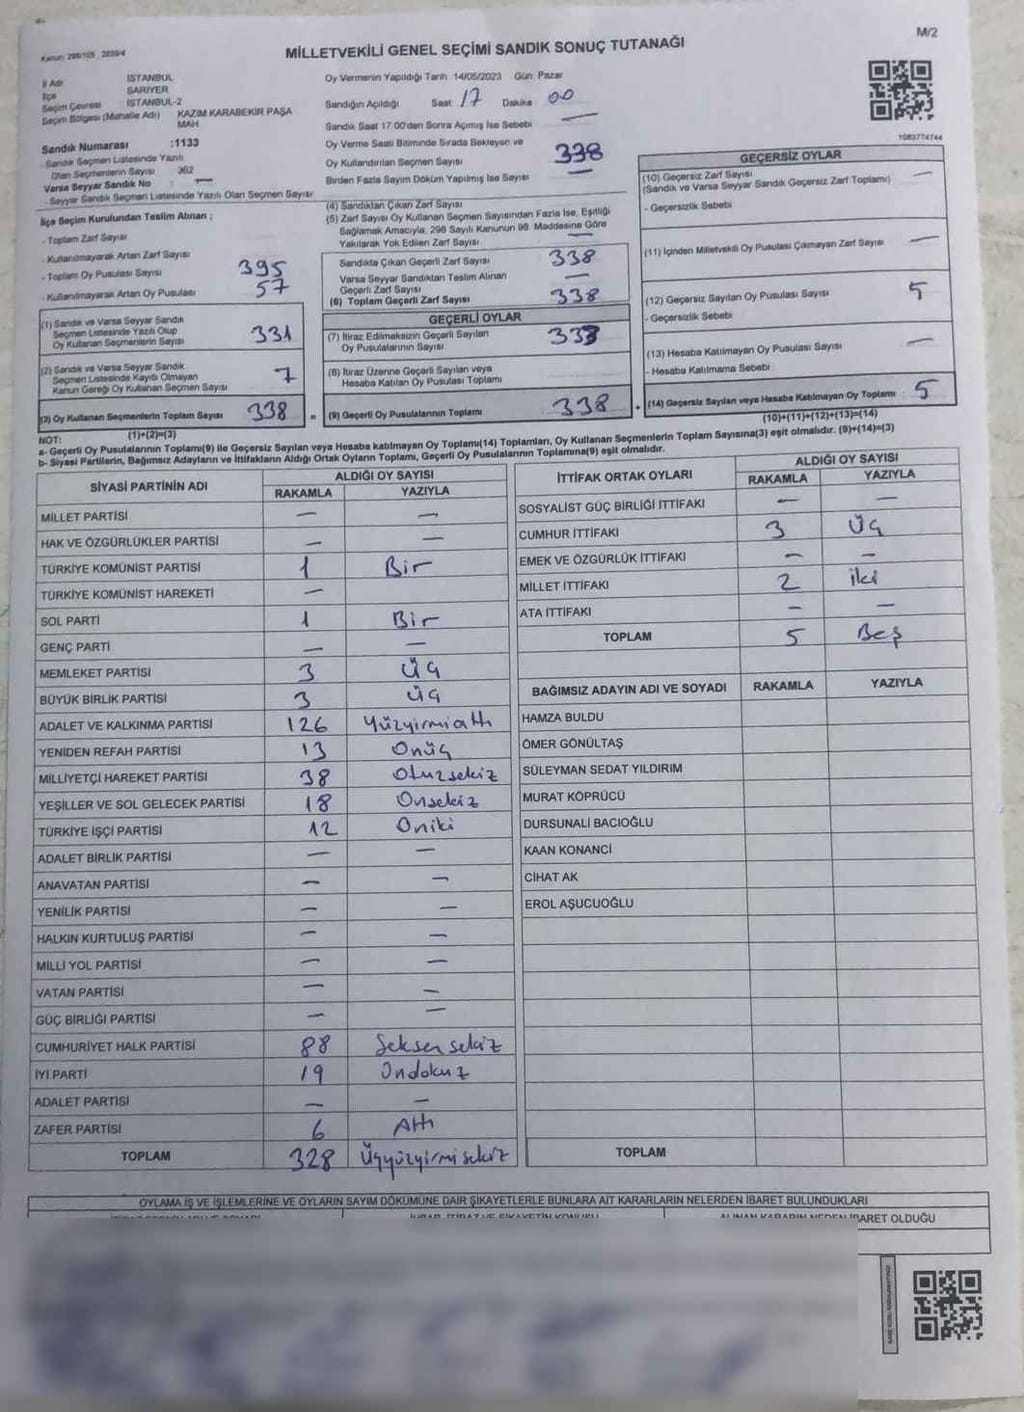 M/2
MİLLETVEKİLİ GENEL SEÇİMİ SANDIK SONUÇ TUTANAĞI
İl Adı İSTANBUL
İlçe SARIYER
Seçim Çevresi İSTANBUL-2
Seçim Bölgesi (Mahalle Adı) KAZIM KARABEKİR PAŞA MAH
Sandık Numarası :1133
Sandık Seçmen Listesinde Yazılı
Olan Seçmenlerin Sayısı 362
Varsa Seyyar Sandık No —
- Seyyar Sandık Seçmen Listesinde Yazılı Olan Seçmen Sayısı
İlçe Seçim Kurulundan Teslim Alınan ;
- Toplam Zarf Sayısı
- Kullanılmayarak Artan Zarf Sayısı
- Toplam Oy Pusulası Sayısı 395
- Kullanılmayarak Artan Oy Pusulası 57
(1) Sandık ve Varsa Seyyar Sandık
Seçmen Listesinde Yazılı Olup
Oy Kullanan Seçmenlerin Sayısı 331
(2) Sandık ve Varsa Seyyar Sandık
Seçmen Listesinde Kayıtlı Olmayan
Kanun Gereği Oy Kullanan Seçmen Sayısı 7
(3) Oy Kullanan Seçmenlerin Toplam Sayısı 338
(1)+(2)=(3)
Oy Vermenin Yapıldığı Tarih 14/05/2023 Gün Pazar
Sandığın Açıldığı Saat 17 Dakika 00
Sandık Saat 17:00'den Sonra Açılmış İse Sebebi —
Oy Verme Saati Bitiminde Sırada Bekleyen ve
Oy Kullandırılan Seçmen Sayısı 338
Birden Fazla Sayım Döküm Yapılmış İse Sayısı —
(4) Sandıktan Çıkan Zarf Sayısı
(5) Zarf Sayısı Oy Kullanan Seçmen Sayısından Fazla İse, Eşitliği
Sağlamak Amacıyla, 298 Sayılı Kanunun 98. Maddesine Göre
Yakılarak Yok Edilen Zarf Sayısı
Sandıkta Çıkan Geçerli Zarf Sayısı 338
Varsa Seyyar Sandıktan Teslim Alınan
Geçerli Zarf Sayısı —
(6) Toplam Geçerli Zarf Sayısı 338
GEÇERLİ OYLAR
(7) İtiraz Edilmeksizin Geçerli Sayılan
Oy Pusulalarının Sayısı 333
(8) İtiraz Üzerine Geçerli Sayılan veya
Hesaba Katılan Oy Pusulası Toplamı
= (9) Geçerli Oy Pusulalarının Toplamı 338
1083774744
GEÇERSİZ OYLAR
(10) Geçersiz Zarf Sayısı —
(Sandık ve Varsa Seyyar Sandık Geçersiz Zarf Toplamı)
- Geçersizlik Sebebi
(11) İçinden Milletvekili Oy Pusulası Çıkmayan Zarf Sayısı —
(12) Geçersiz Sayılan Oy Pusulası Sayısı 5
- Geçersizlik Sebebi
(13) Hesaba Katılmayan Oy Pusulası Sayısı —
- Hesaba Katılmama Sebebi
+ (14) Geçersiz Sayılan veya Hesaba Katılmayan Oy Toplamı : 5
(10)+(11)+(12)+(13)=(14)
NOT:
a- Geçerli Oy Pusulalarının Toplamı(9) ile Geçersiz Sayılan veya Hesaba katılmayan Oy Toplamı(14) Toplamları, Oy Kullanan Seçmenlerin Toplam Sayısına(3) eşit olmalıdır. (9)+(14)=(3)
b- Siyasi Partilerin, Bağımsız Adayların ve İttifakların Aldığı Ortak Oyların Toplamı, Geçerli Oy Pusulalarının Toplamına(9) eşit olmalıdır.
SİYASİ PARTİNİN ADI ALDIĞI OY SAYISI
RAKAMLA YAZIYLA
MİLLET PARTİSİ — —
HAK VE ÖZGÜRLÜKLER PARTİSİ — —
TÜRKİYE KOMÜNİST PARTİSİ 1 Bir
TÜRKİYE KOMÜNİST HAREKETİ —
SOL PARTİ 1 Bir
GENÇ PARTİ — —
MEMLEKET PARTİSİ 3 üç
BÜYÜK BİRLİK PARTİSİ 3 üç
ADALET VE KALKINMA PARTİSİ 126 Yüzyirmialtı
YENİDEN REFAH PARTİSİ 13 Onüç
MİLLİYETÇİ HAREKET PARTİSİ 38 Otuzsekiz
YEŞİLLER VE SOL GELECEK PARTİSİ 18 Onsekiz
TÜRKİYE İŞÇİ PARTİSİ 12 Oniki
ADALET BİRLİK PARTİSİ — —
ANAVATAN PARTİSİ — —
YENİLİK PARTİSİ — —
HALKIN KURTULUŞ PARTİSİ — —
MİLLİ YOL PARTİSİ — —
VATAN PARTİSİ — —
GÜÇ BİRLİĞİ PARTİSİ — —
CUMHURİYET HALK PARTİSİ 88 Seksensekiz
İYİ PARTİ 19 Ondokuz
ADALET PARTİSİ — —
ZAFER PARTİSİ 6 Altı
TOPLAM 328 Üçyüzyirmisekiz
İTTİFAK ORTAK OYLARI ALDIĞI OY SAYISI
RAKAMLA YAZIYLA
SOSYALİST GÜÇ BİRLİĞİ İTTİFAKI — —
CUMHUR İTTİFAKI 3 üç
EMEK VE ÖZGÜRLÜK İTTİFAKI — —
MİLLET İTTİFAKI 2 iki
ATA İTTİFAKI — —
TOPLAM 5 Beş
BAĞIMSIZ ADAYIN ADI VE SOYADI RAKAMLA YAZIYLA
HAMZA BULDU
ÖMER GÖNÜLTAŞ
SÜLEYMAN SEDAT YILDIRIM
MURAT KÖPRÜCÜ
DURSUNALİ BACIOĞLU
KAAN KONANCİ
CİHAT AK
EROL AŞUCUOĞLU
TOPLAM
OYLAMA İŞ VE İŞLEMLERİNE VE OYLARIN SAYIM DÖKÜMÜNE DAİR ŞİKAYETLERLE BUNLARA AİT KARARLARIN NELERDEN İBARET BULUNDUKLARI
İBARET OLDUĞU